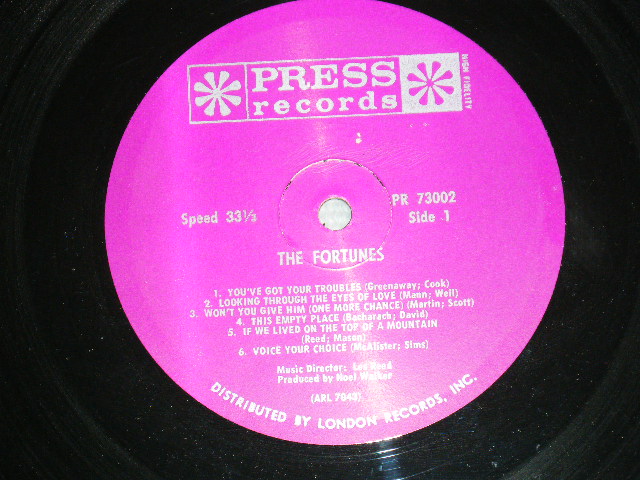 PRESS
records
HIGH FIDELITY
PR 73002
Speed 33⅓
Side 1
THE FORTUNES
1. YOU'VE GOT YOUR TROUBLES (Greenaway; Cook)
2. LOOKING THROUGH THE EYES OF LOVE (Mann; Weil)
3. WON'T YOU GIVE HIM (ONE MORE CHANCE) (Martin; Scott)
4. THIS EMPTY PLACE (Bacharach; David)
5. IF WE LIVED ON THE TOP OF A MOUNTAIN
(Reed; Mason)
6. VOICE YOUR CHOICE (McAlister; Sims)
Music Director: Les Reed
Produced by Noel Walker
(ARL 7043)
DISTRIBUTED BY LONDON RECORDS, INC.